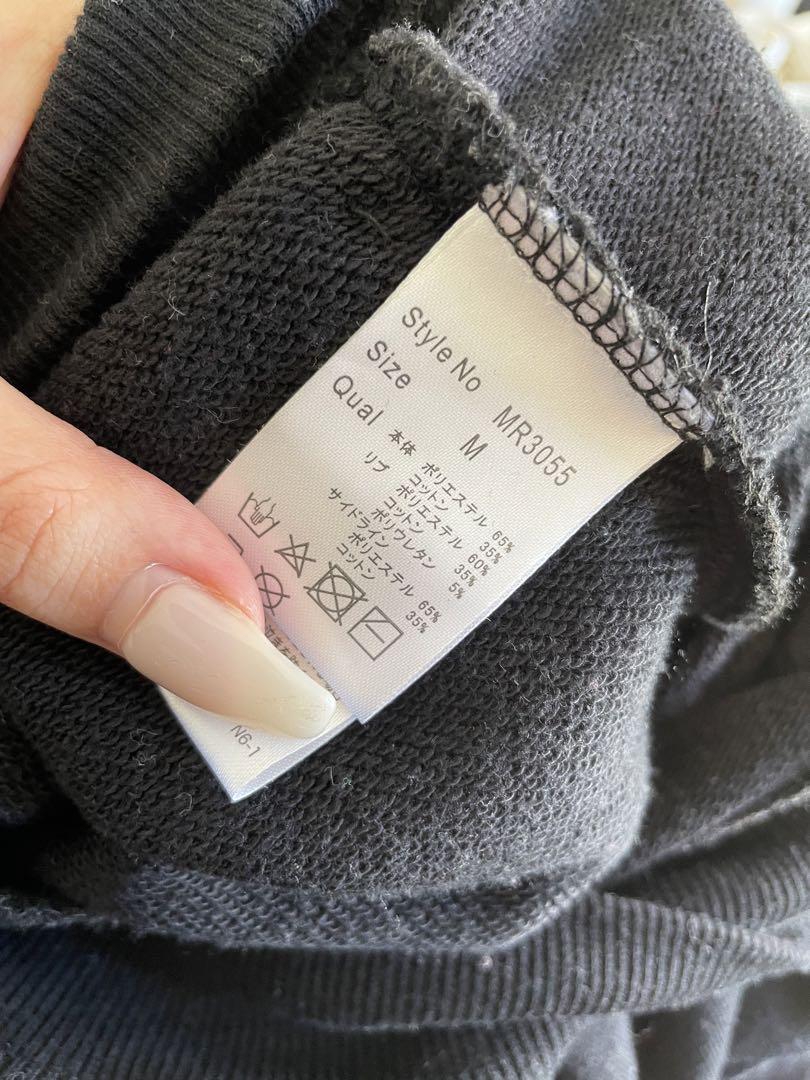 Style No MR3055
Size M
Qual
本体 ポリエステル 65%
コットン 35%
リブ ポリエステル 60%
コットン 35%
ポリウレタン 5%
サイドライン
ポリエステル 65%
コットン 35%
N6-1